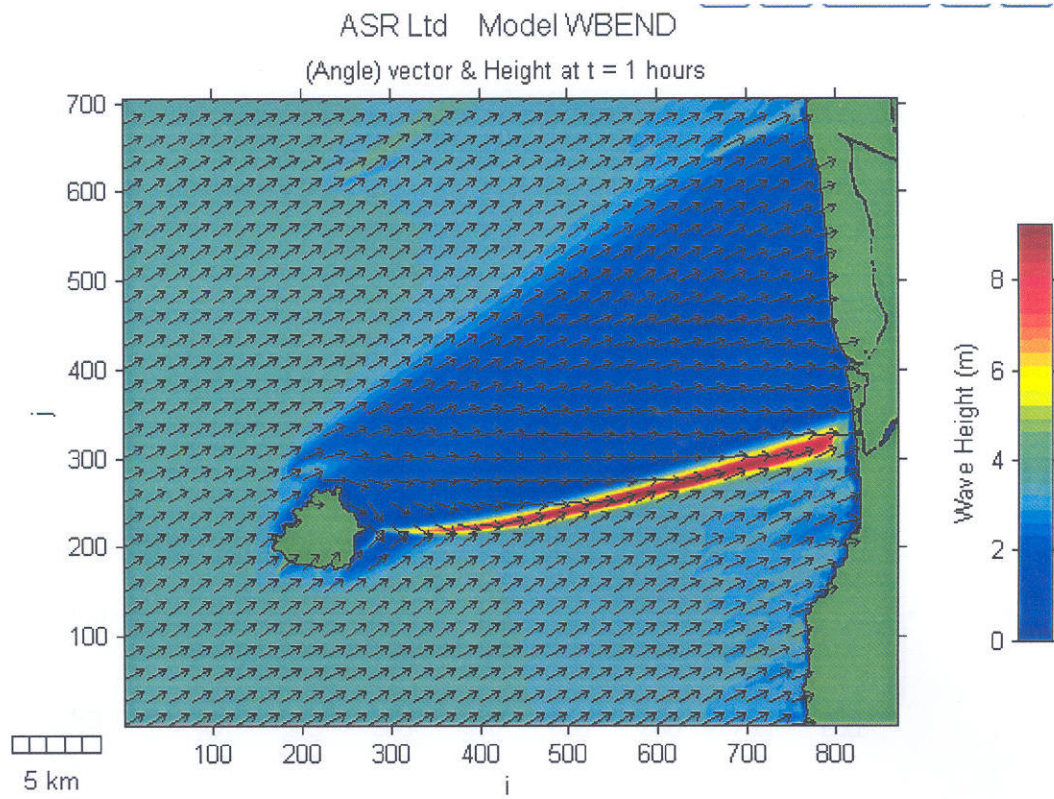 ASR Ltd Model WBEND
(Angle) vector & Height at t = 1 hours
700
600
500
400
300
200
100
j
100 200 300 400 500 600 700 800
i
5 km
8
6
4
2
0
Wave Height (m)